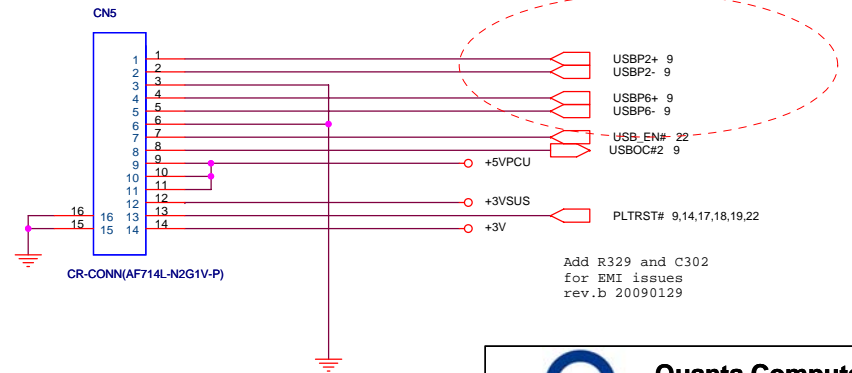 CN5
1 1 USBP2+ 9
2 2 USBP2- 9
3 3
4 4 USBP6+ 9
5 5 USBP6- 9
6 6
7 7 USB_EN# 22
8 8 USBOC#2 9
9 9 +5VPCU
10 10
11 11
12 12 +3VSUS
16 16 13 13 PLTRST# 9,14,17,18,19,22
15 15 14 14 +3V
CR-CONN(AF714L-N2G1V-P)
Add R329 and C302
for EMI issues
rev.b 20090129
Quanta Compute